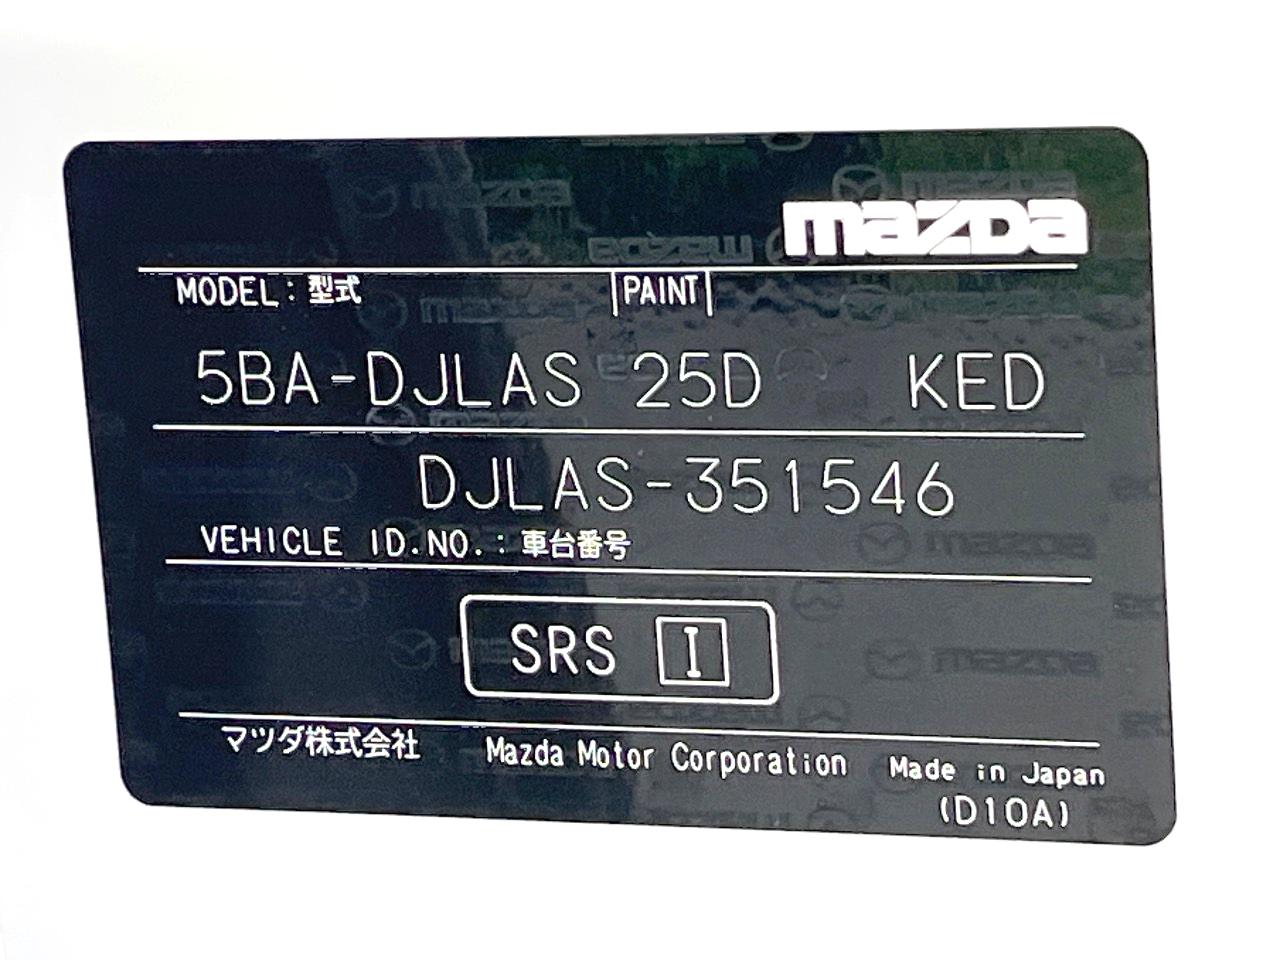 mazda
MODEL: 型式 PAINT
5BA-DJLAS 25D KED
DJLAS-351546
VEHICLE ID.NO.: 車台番号
SRS I
マツダ株式会社 Mazda Motor Corporation Made in Japan
(D10A)